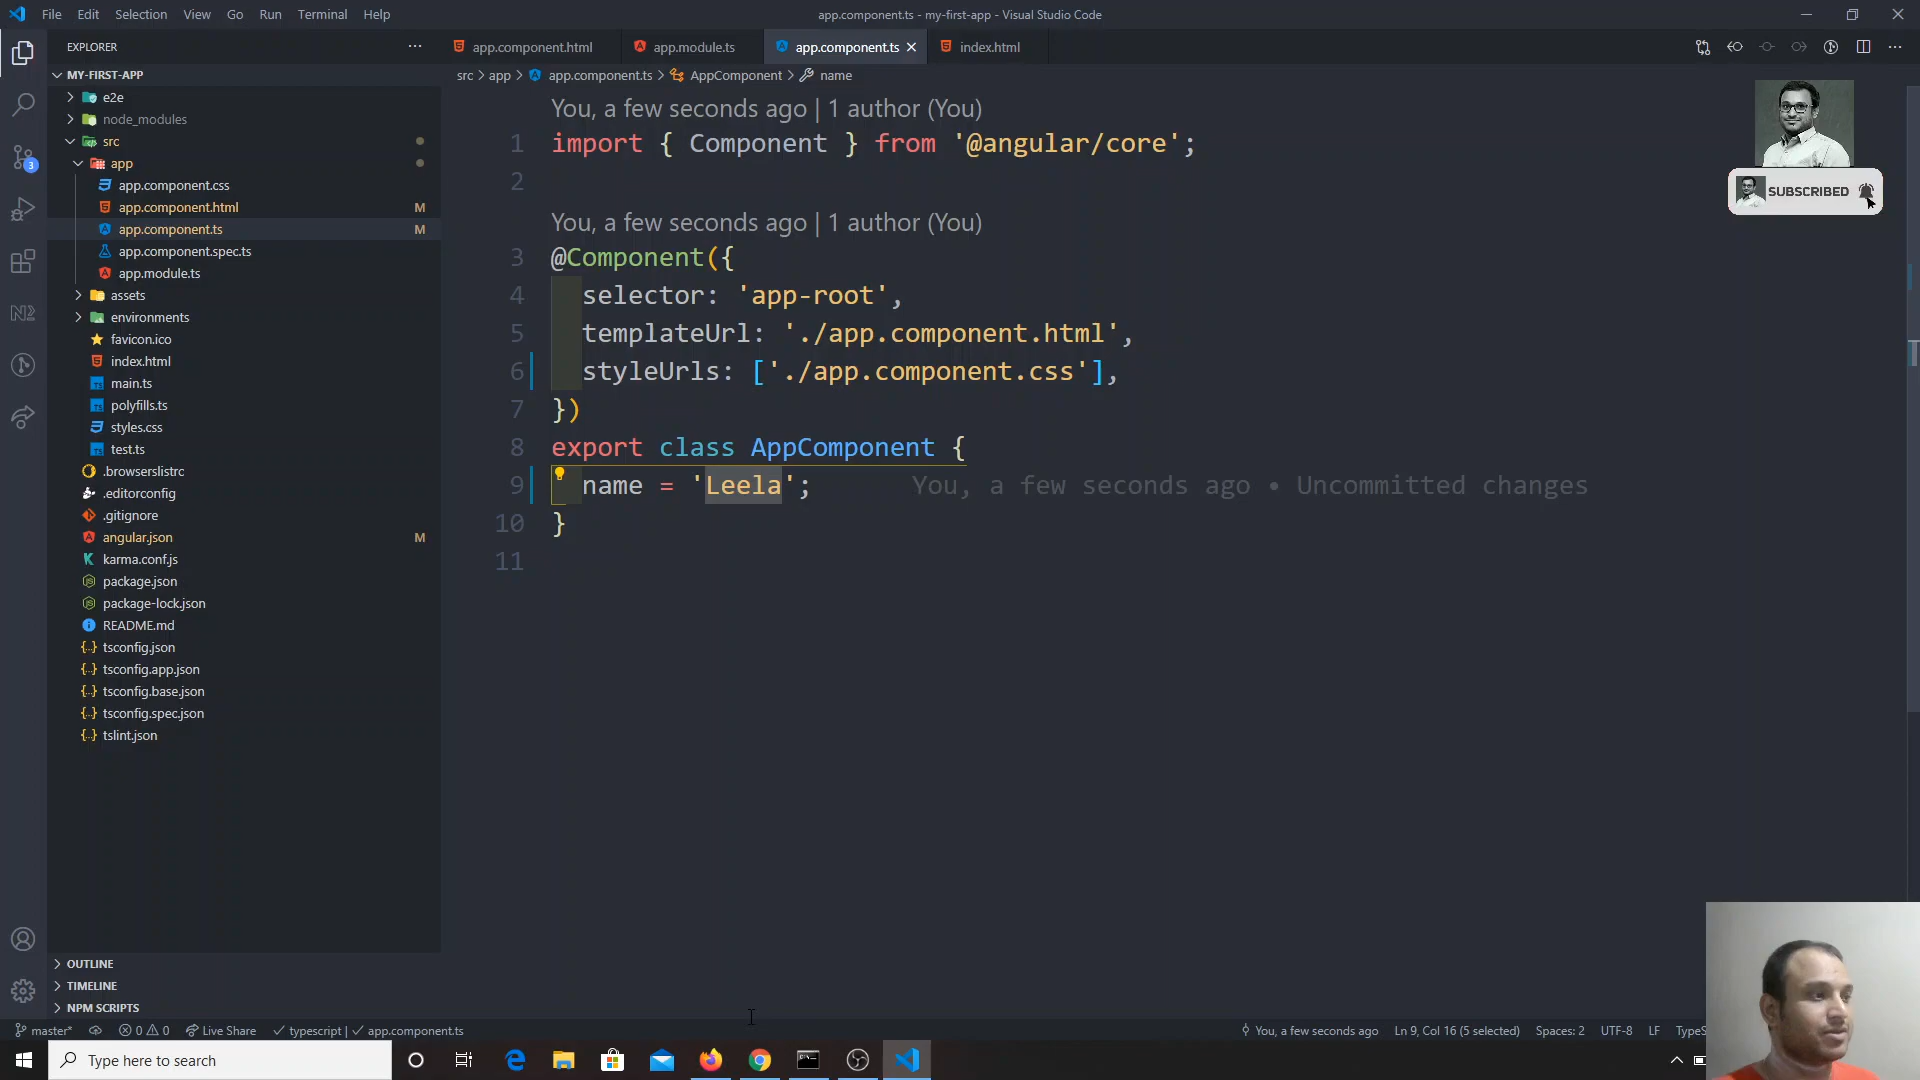 File Edit Selection View Go Run Terminal Help
app.component.ts - my-first-app - Visual Studio Code
EXPLORER
app.component.html
app.module.ts
app.component.ts
index.html
MY-FIRST-APP
src > app > app.component.ts > AppComponent > name
e2e
node_modules
src
app
app.component.css
app.component.html M
app.component.ts M
app.component.spec.ts
app.module.ts
assets
environments
favicon.ico
index.html
main.ts
polyfills.ts
styles.css
test.ts
.browserslistrc
.editorconfig
.gitignore
angular.json M
karma.conf.js
package.json
package-lock.json
README.md
tsconfig.json
tsconfig.app.json
tsconfig.base.json
tsconfig.spec.json
tslint.json
OUTLINE
TIMELINE
NPM SCRIPTS
3
You, a few seconds ago | 1 author (You)
1 import { Component } from '@angular/core';
2
You, a few seconds ago | 1 author (You)
3 @Component({
4 selector: 'app-root',
5 templateUrl: './app.component.html',
6 styleUrls: ['./app.component.css'],
7 })
8 export class AppComponent {
9 name = 'Leela'; You, a few seconds ago • Uncommitted changes
10 }
11
SUBSCRIBED
master* 0 0 Live Share typescript | app.component.ts
You, a few seconds ago Ln 9, Col 16 (5 selected) Spaces: 2 UTF-8 LF TypeS
Type here to search